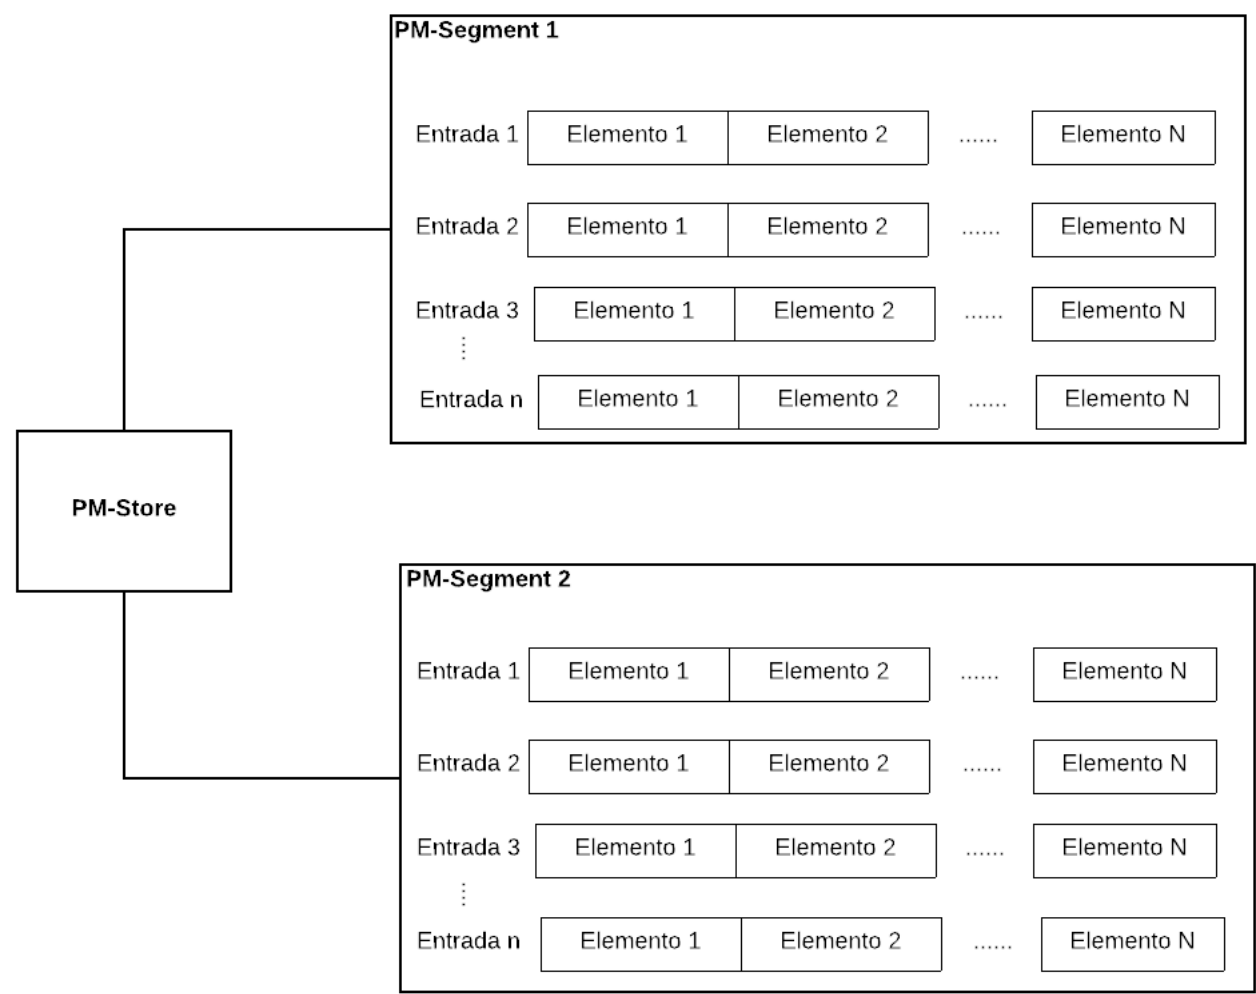 PM-Segment 1
Entrada 1 Elemento 1 Elemento 2 ...... Elemento N
Entrada 2 Elemento 1 Elemento 2 ...... Elemento N
Entrada 3 Elemento 1 Elemento 2 ...... Elemento N
Entrada n Elemento 1 Elemento 2 ...... Elemento N
PM-Store
PM-Segment 2
Entrada 1 Elemento 1 Elemento 2 ...... Elemento N
Entrada 2 Elemento 1 Elemento 2 ...... Elemento N
Entrada 3 Elemento 1 Elemento 2 ...... Elemento N
Entrada n Elemento 1 Elemento 2 ...... Elemento N